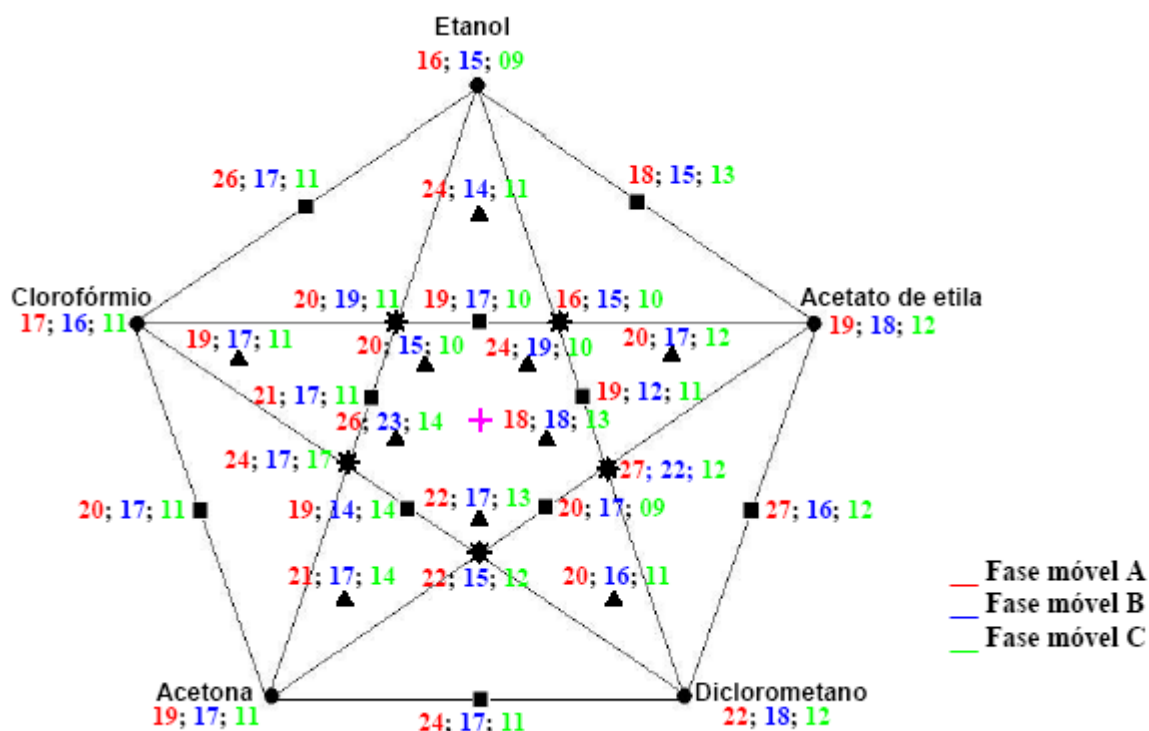 Etanol
16; 15; 09
26; 17; 11
24; 14; 11
18; 15; 13
Clorofórmio
17; 16; 11
20; 19; 11
19; 17; 10
16; 15; 10
Acetato de etila
19; 18; 12
19; 17; 11
20; 15; 10
24; 19; 10
20; 17; 12
21; 17; 11
19; 12; 11
26; 23; 14
18; 18; 13
24; 17; 17
27; 22; 12
20; 17; 11
19; 14; 14
22; 17; 13
20; 17; 09
27; 16; 12
21; 17; 14
22; 15; 12
20; 16; 11
Fase móvel A
Fase móvel B
Fase móvel C
Acetona
19; 17; 11
24; 17; 11
Diclorometano
22; 18; 12